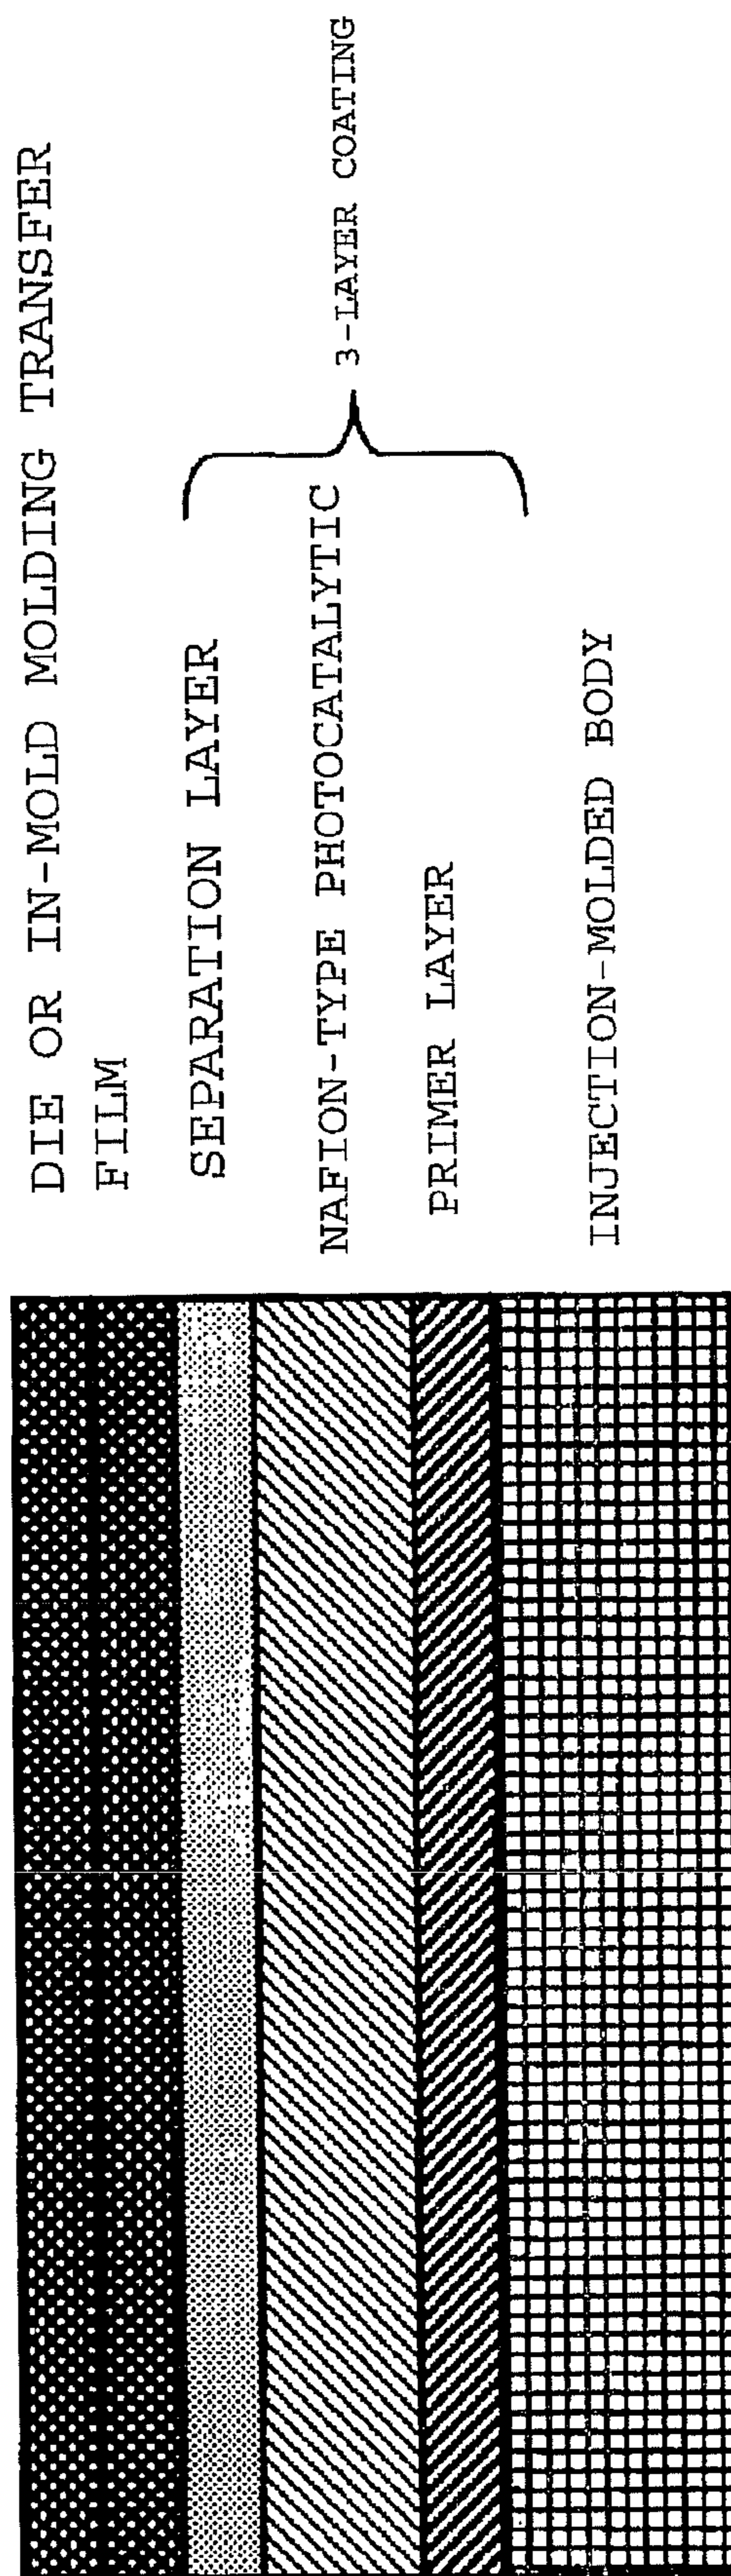 DIE OR IN-MOLD MOLDING TRANSFER
FILM
SEPARATION LAYER
NAFION-TYPE PHOTOCATALYTIC
3-LAYER COATING
PRIMER LAYER
INJECTION-MOLDED BODY